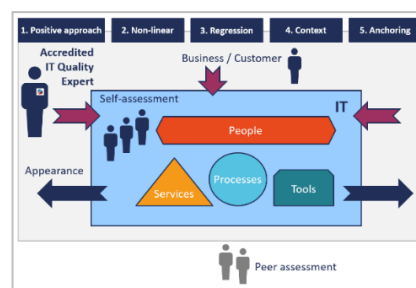 1. Positive approach
2. Non-linear
3. Regression
4. Context
5. Anchoring
Accredited
IT Quality
Expert
Business / Customer
Self-assessment
IT
People
Appearance
Services
Processes
Tools
Peer assessment